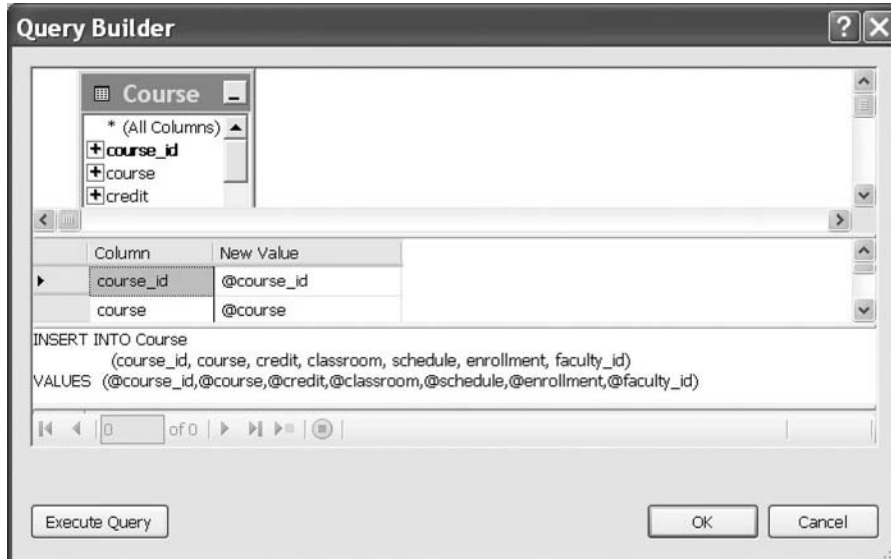 Query Builder
Course
* (All Columns)
course_id
course
credit
Column New Value
course_id @course_id
course @course
INSERT INTO Course
(course_id, course, credit, classroom, schedule, enrollment, faculty_id)
VALUES (@course_id,@course,@credit,@classroom,@schedule,@enrollment,@faculty_id)
0 of 0
Execute Query OK Cancel